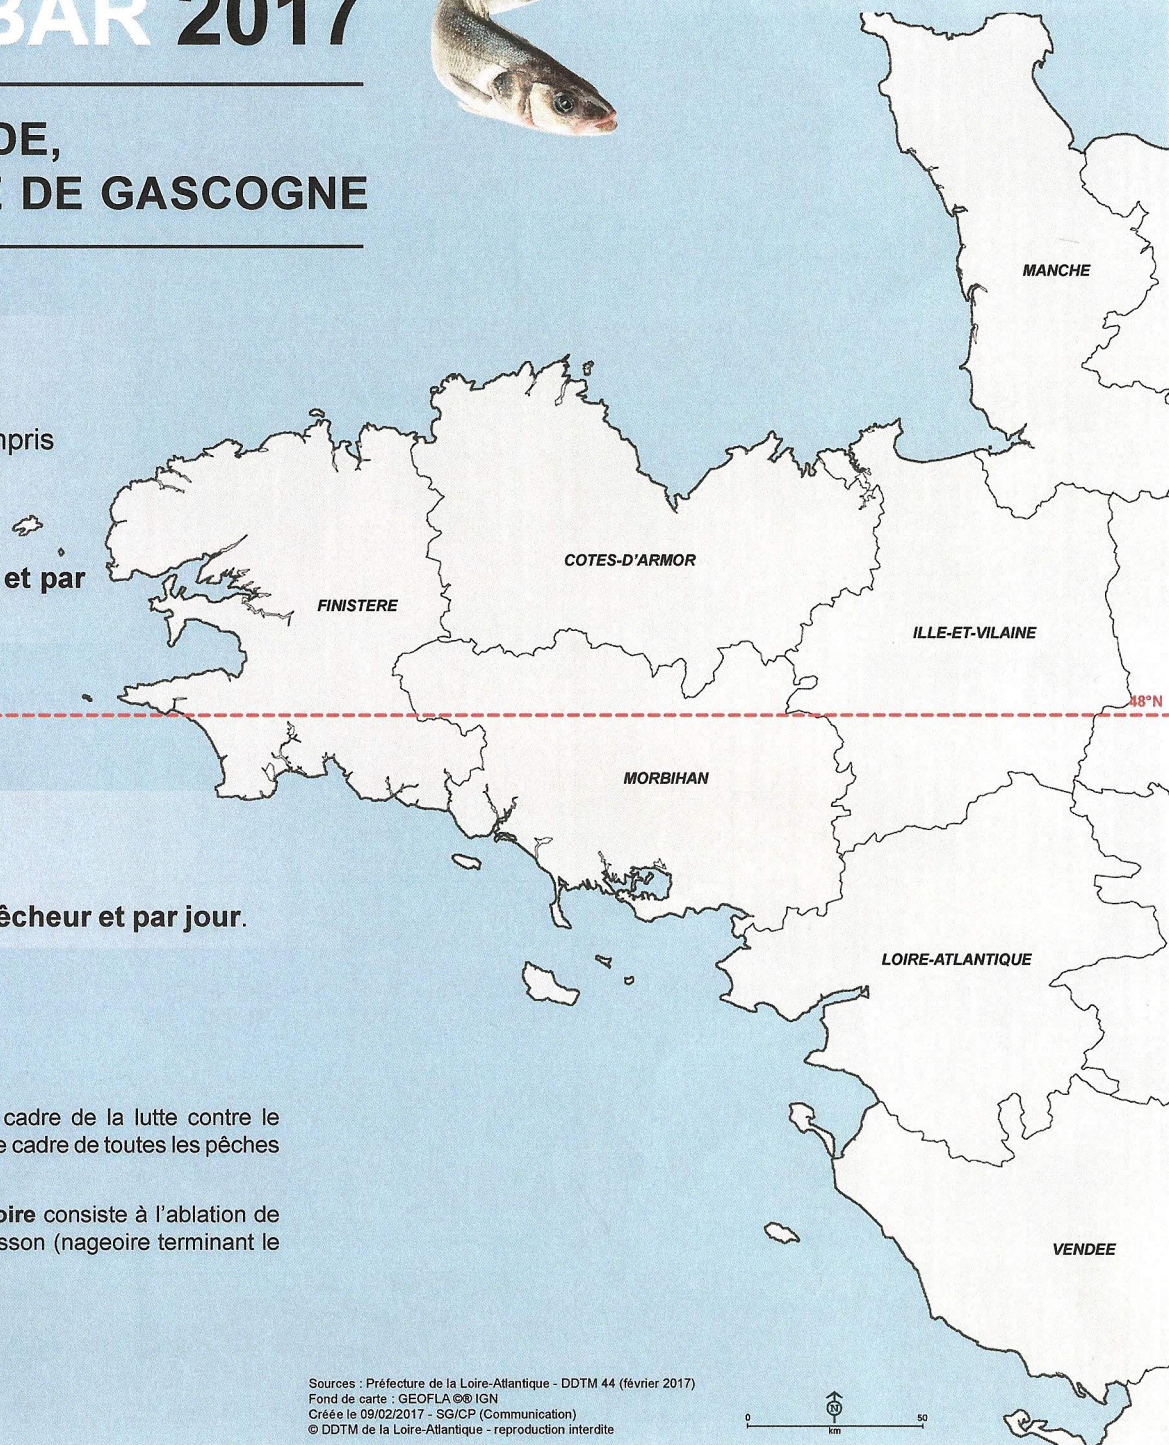 BAR 2017
DE,
DE GASCOGNE
MANCHE
mpris
COTES-D'ARMOR
et par
FINISTERE
ILLE-ET-VILAINE
48°N
MORBIHAN
êcheur et par jour.
LOIRE-ATLANTIQUE
cadre de la lutte contre le
e cadre de toutes les pêches
oire consiste à l'ablation de
sson (nageoire terminant le
VENDEE
Sources : Préfecture de la Loire-Atlantique - DDTM 44 (février 2017)
Fond de carte : GEOFLA ©® IGN
Créée le 09/02/2017 - SG/CP (Communication)
© DDTM de la Loire-Atlantique - reproduction interdite
N
0 50
km